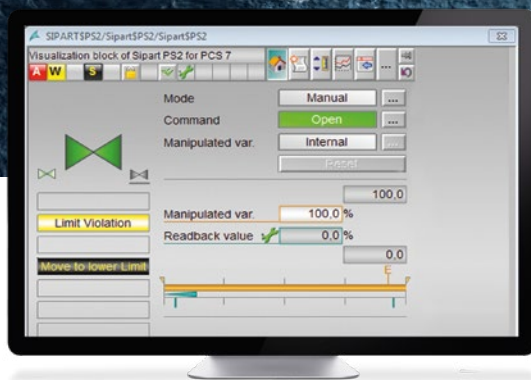 SIPART$PS2/Sipart$PS2/Sipart$PS2
Visualization block of Sipart PS2 for PCS 7
A W S
Mode Manual ...
Command Open ...
Manipulated var. Internal ...
Reset
100,0
Limit Violation
Manipulated var. 100,0 %
Readback value 0,0 %
0,0
Move to lower Limit
E